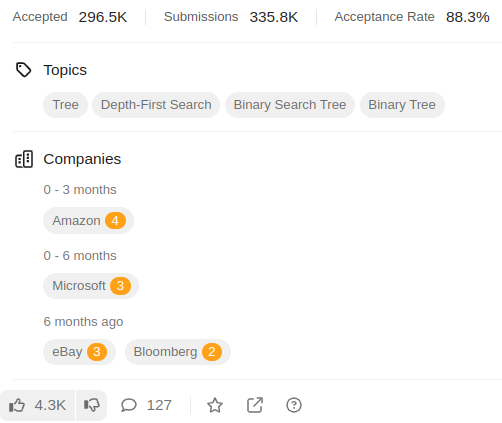 Accepted 296.5K Submissions 335.8K Acceptance Rate 88.3%
Topics
Tree Depth-First Search Binary Search Tree Binary Tree
Companies
0 - 3 months
Amazon 4
0 - 6 months
Microsoft 3
6 months ago
eBay 3 Bloomberg 2
4.3K 127